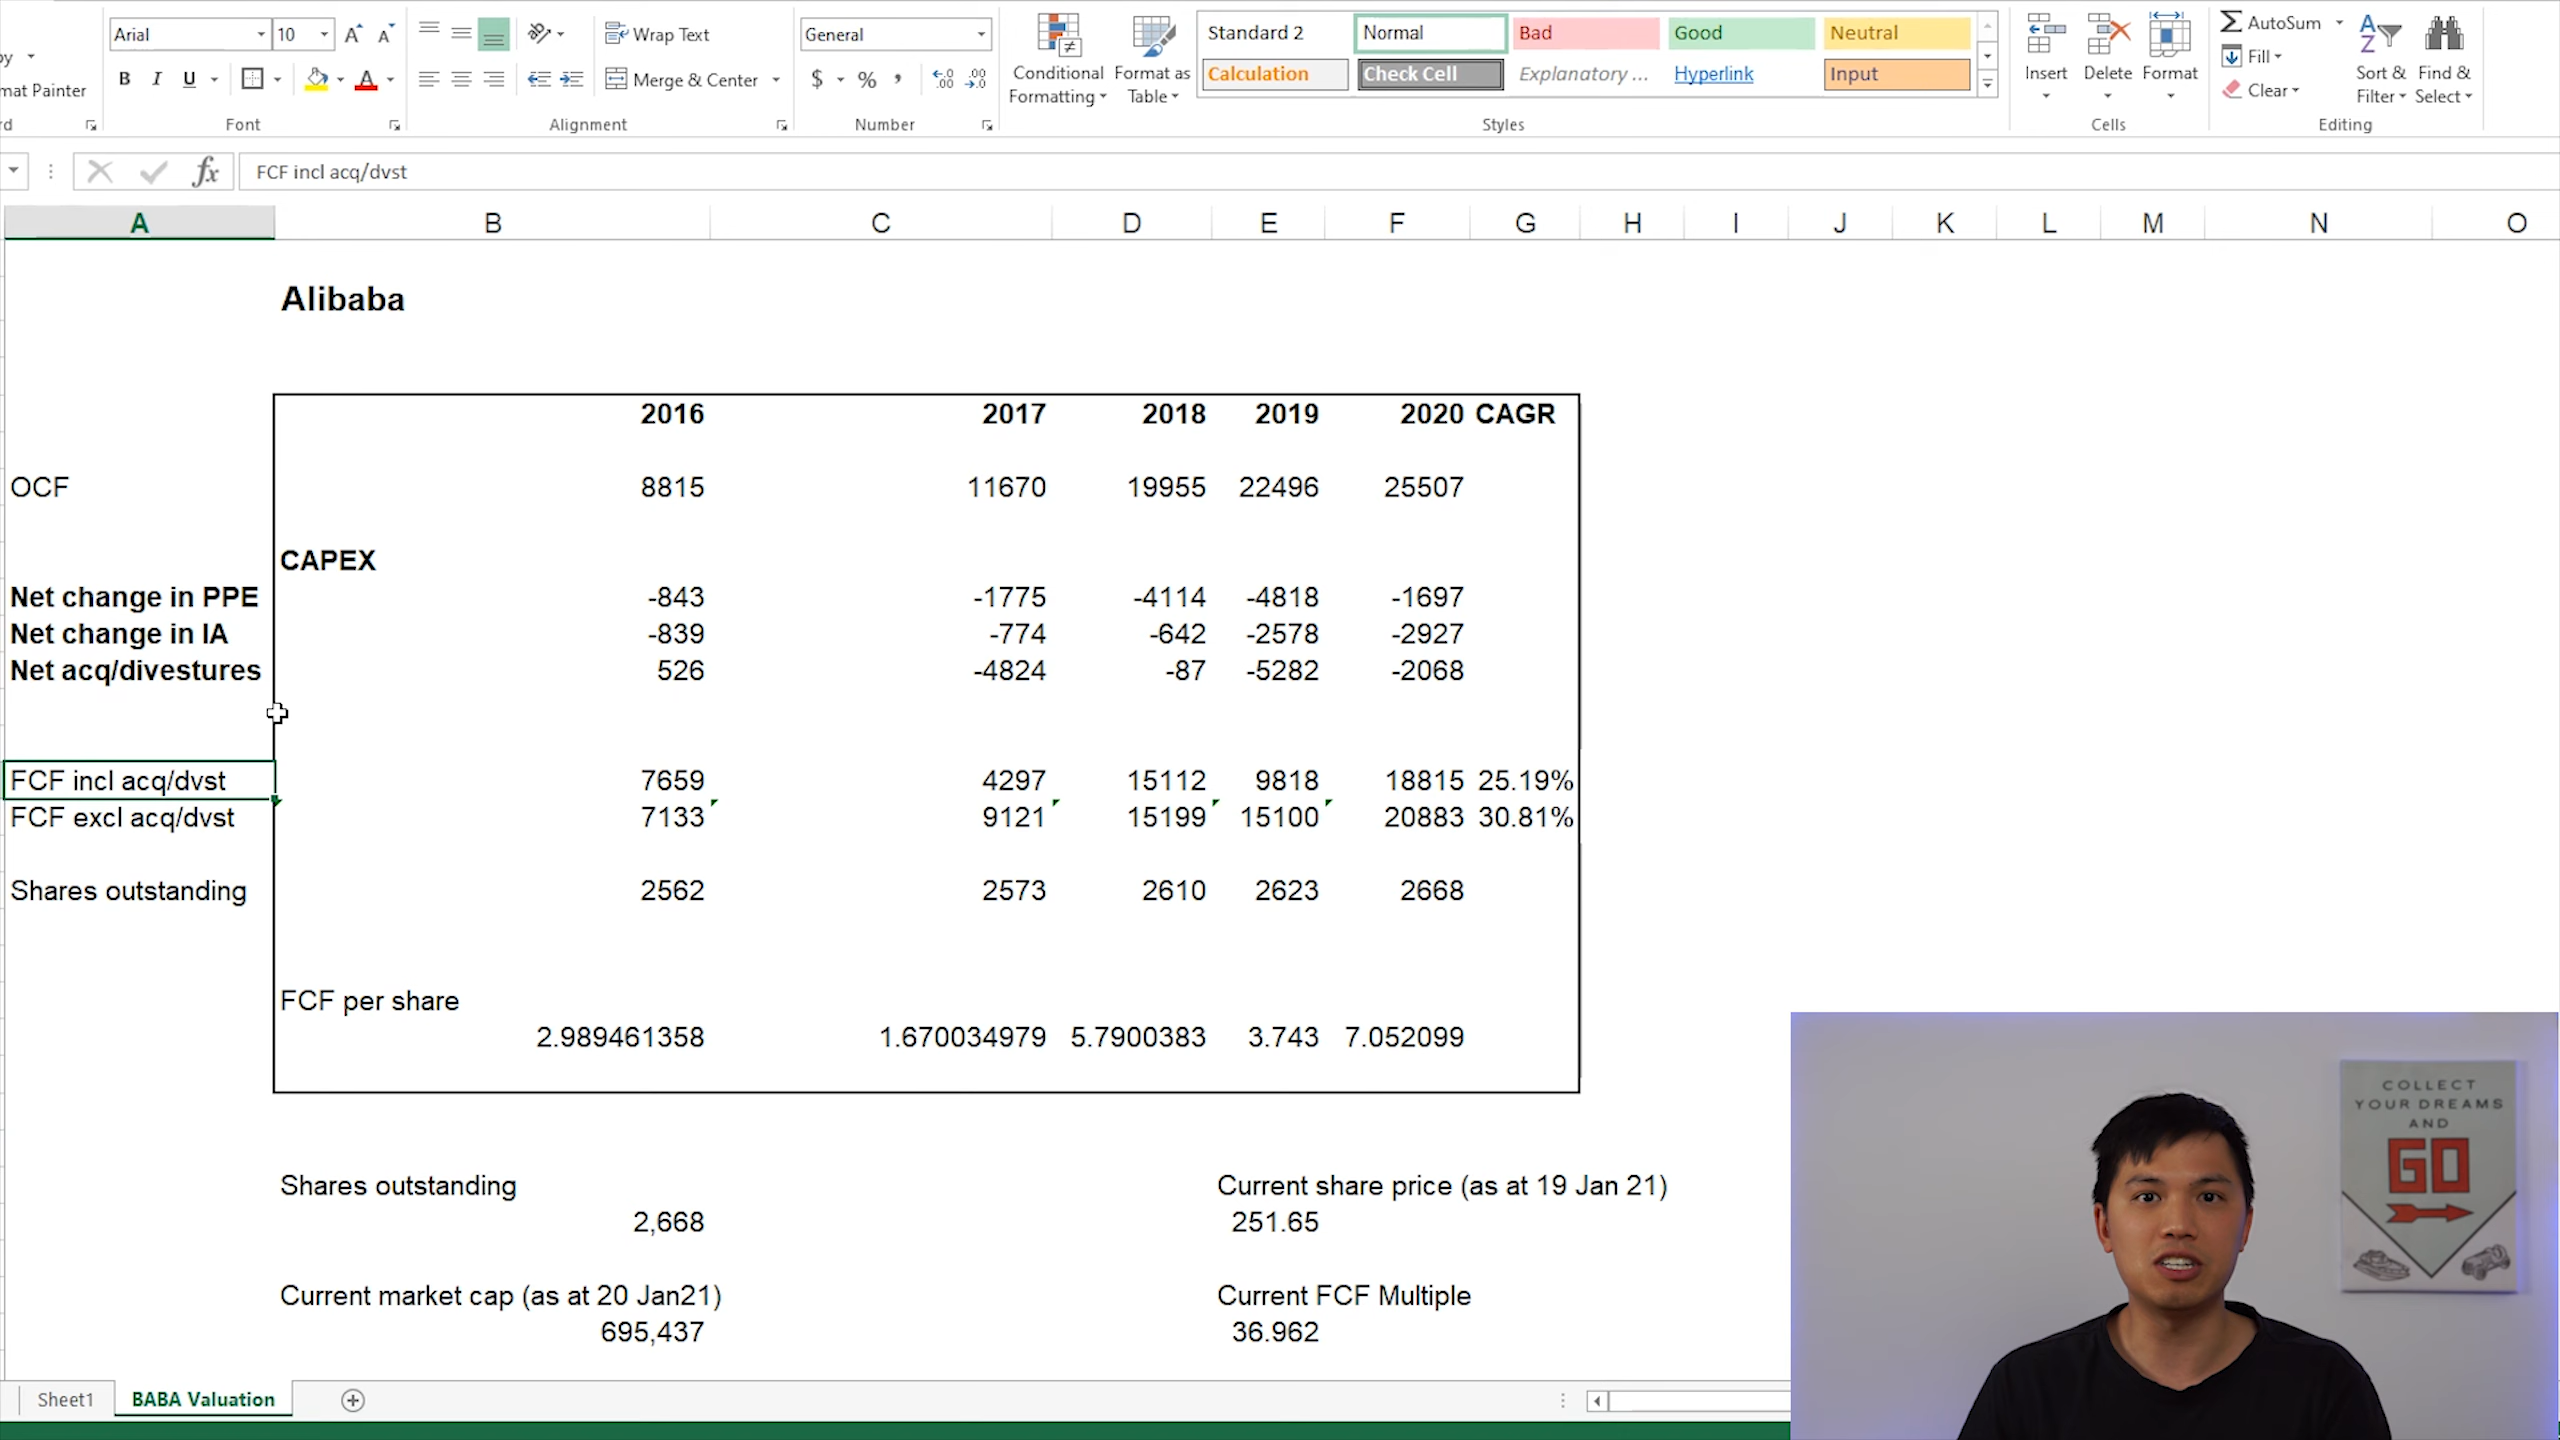 Arial
10
Wrap Text
General
Conditional Formatting
Format as Table
Standard 2
Normal
Bad
Good
Neutral
Calculation
Check Cell
Explanatory ...
Hyperlink
Input
Insert
Delete
Format
AutoSum
Fill
Clear
Sort & Filter
Find & Select
mat Painter
B I U
Merge & Center
$ % ,
Font
Alignment
Number
Styles
Cells
Editing
fx FCF incl acq/dvst
A B C D E F G H I J K L M N O
Alibaba
2016 2017 2018 2019 2020 CAGR
OCF 8815 11670 19955 22496 25507
CAPEX
Net change in PPE -843 -1775 -4114 -4818 -1697
Net change in IA -839 -774 -642 -2578 -2927
Net acq/divestures 526 -4824 -87 -5282 -2068
FCF incl acq/dvst 7659 4297 15112 9818 18815 25.19%
FCF excl acq/dvst 7133 9121 15199 15100 20883 30.81%
Shares outstanding 2562 2573 2610 2623 2668
FCF per share
2.989461358 1.670034979 5.7900383 3.743 7.052099
Shares outstanding Current share price (as at 19 Jan 21)
2,668 251.65
Current market cap (as at 20 Jan21) Current FCF Multiple
695,437 36.962
COLLECT
YOUR DREAMS
AND
GO
Sheet1 BABA Valuation